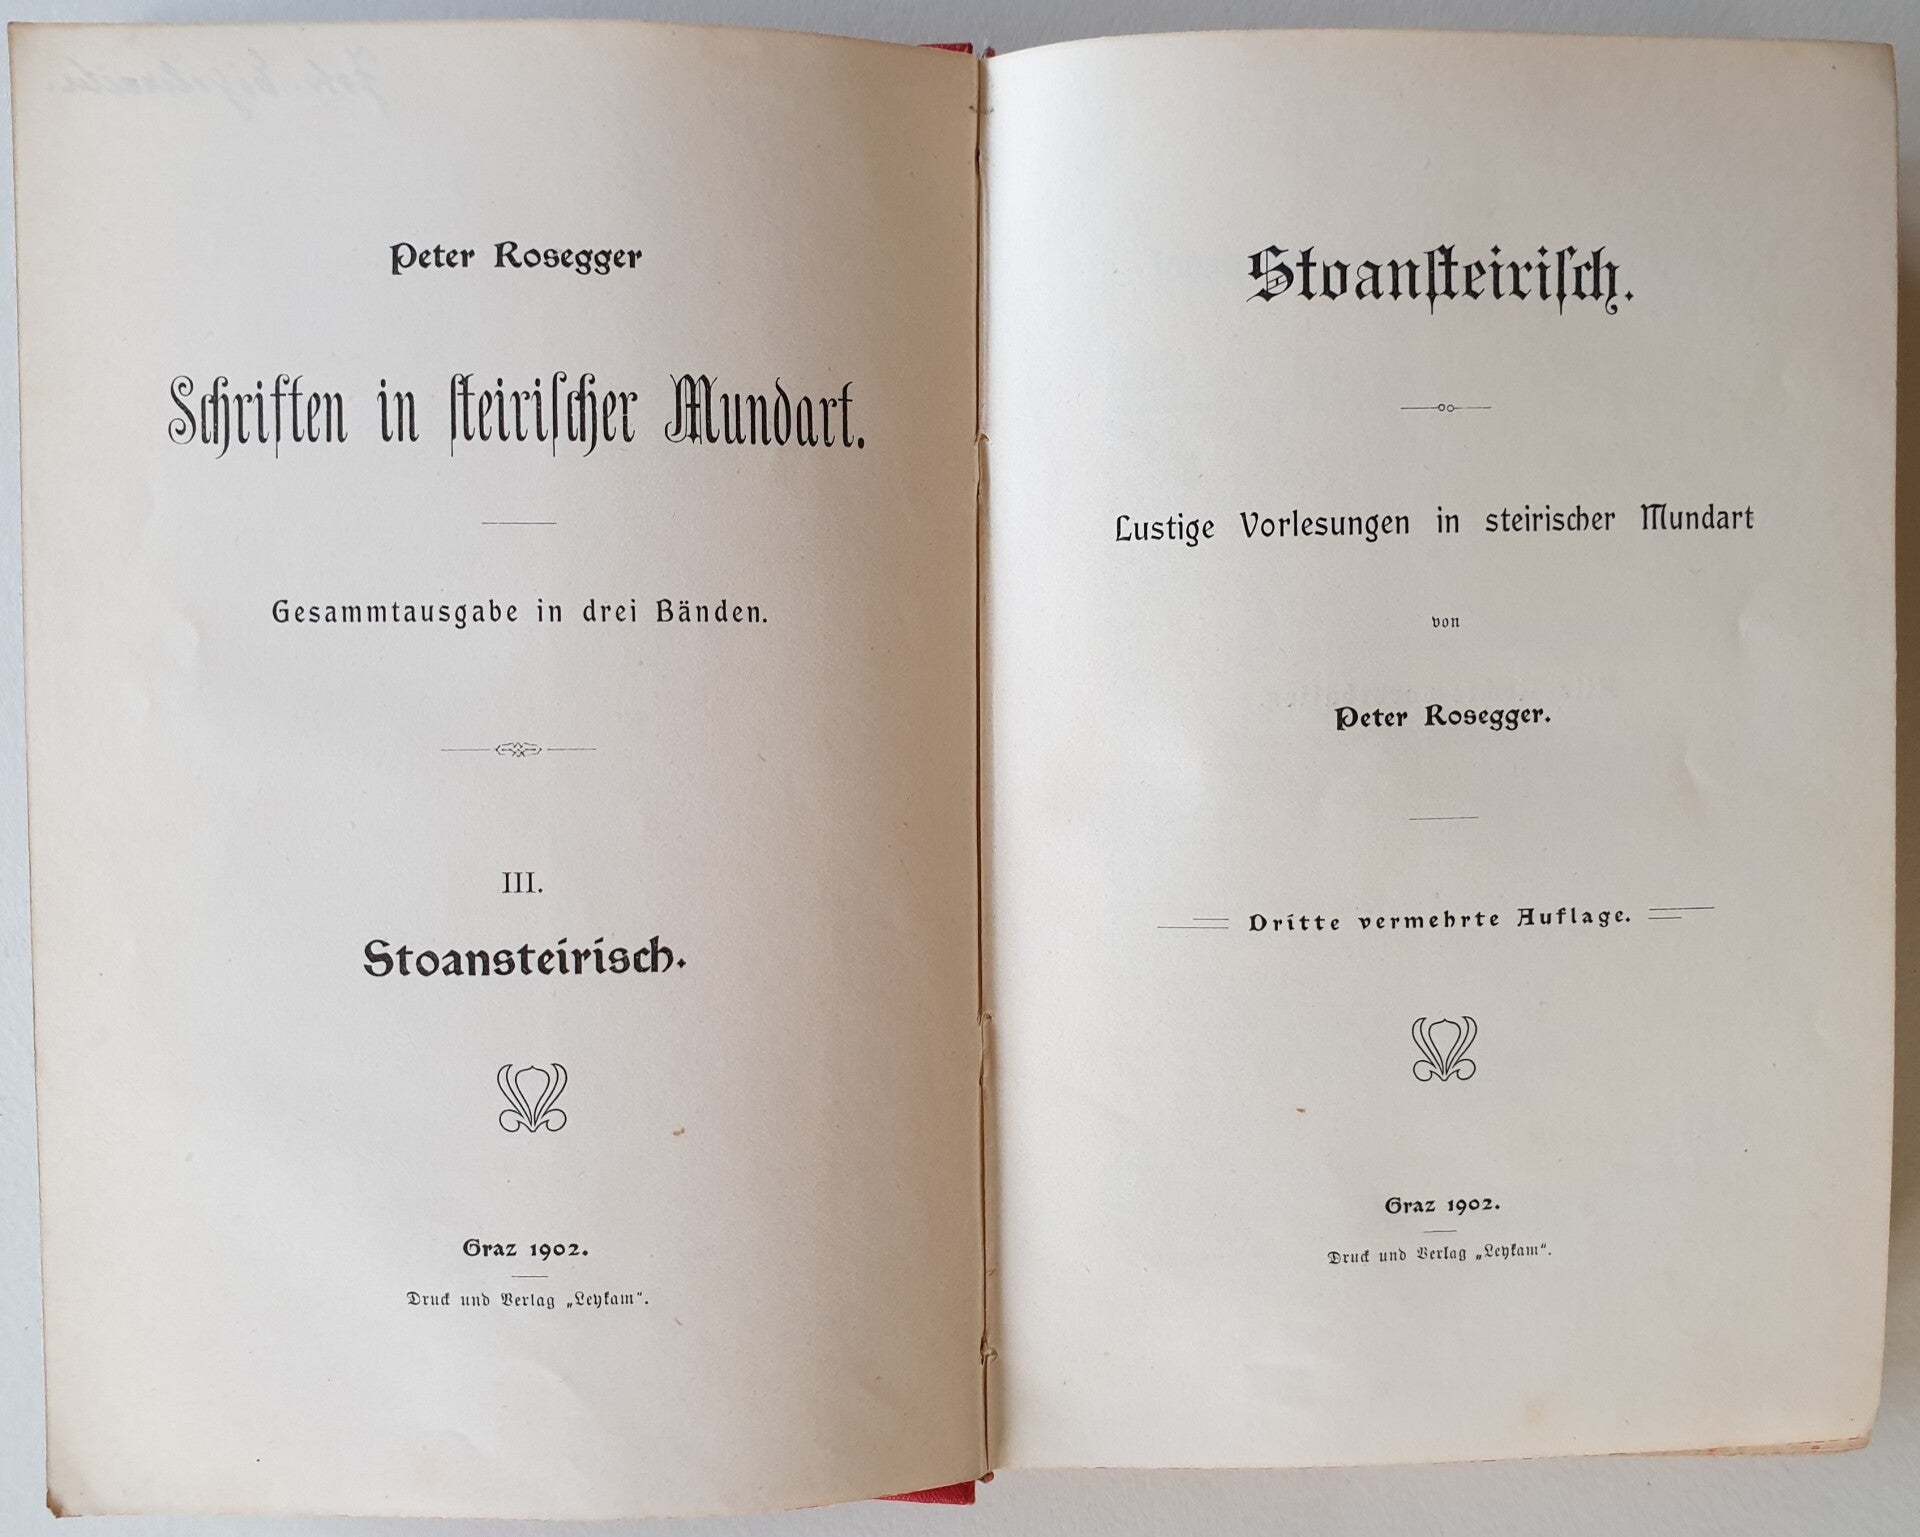 Peter Rosegger
Schriften in steirischer Mundart.
Gesammtausgabe in drei Bänden.
III.
Stoansteirisch.
Graz 1902.
Druck und Verlag „Leykam“.
Stoansteirisch.
Lustige Vorlesungen in steirischer Mundart
von
Peter Rosegger.
Dritte vermehrte Auflage.
Graz 1902.
Druck und Verlag „Leykam“.